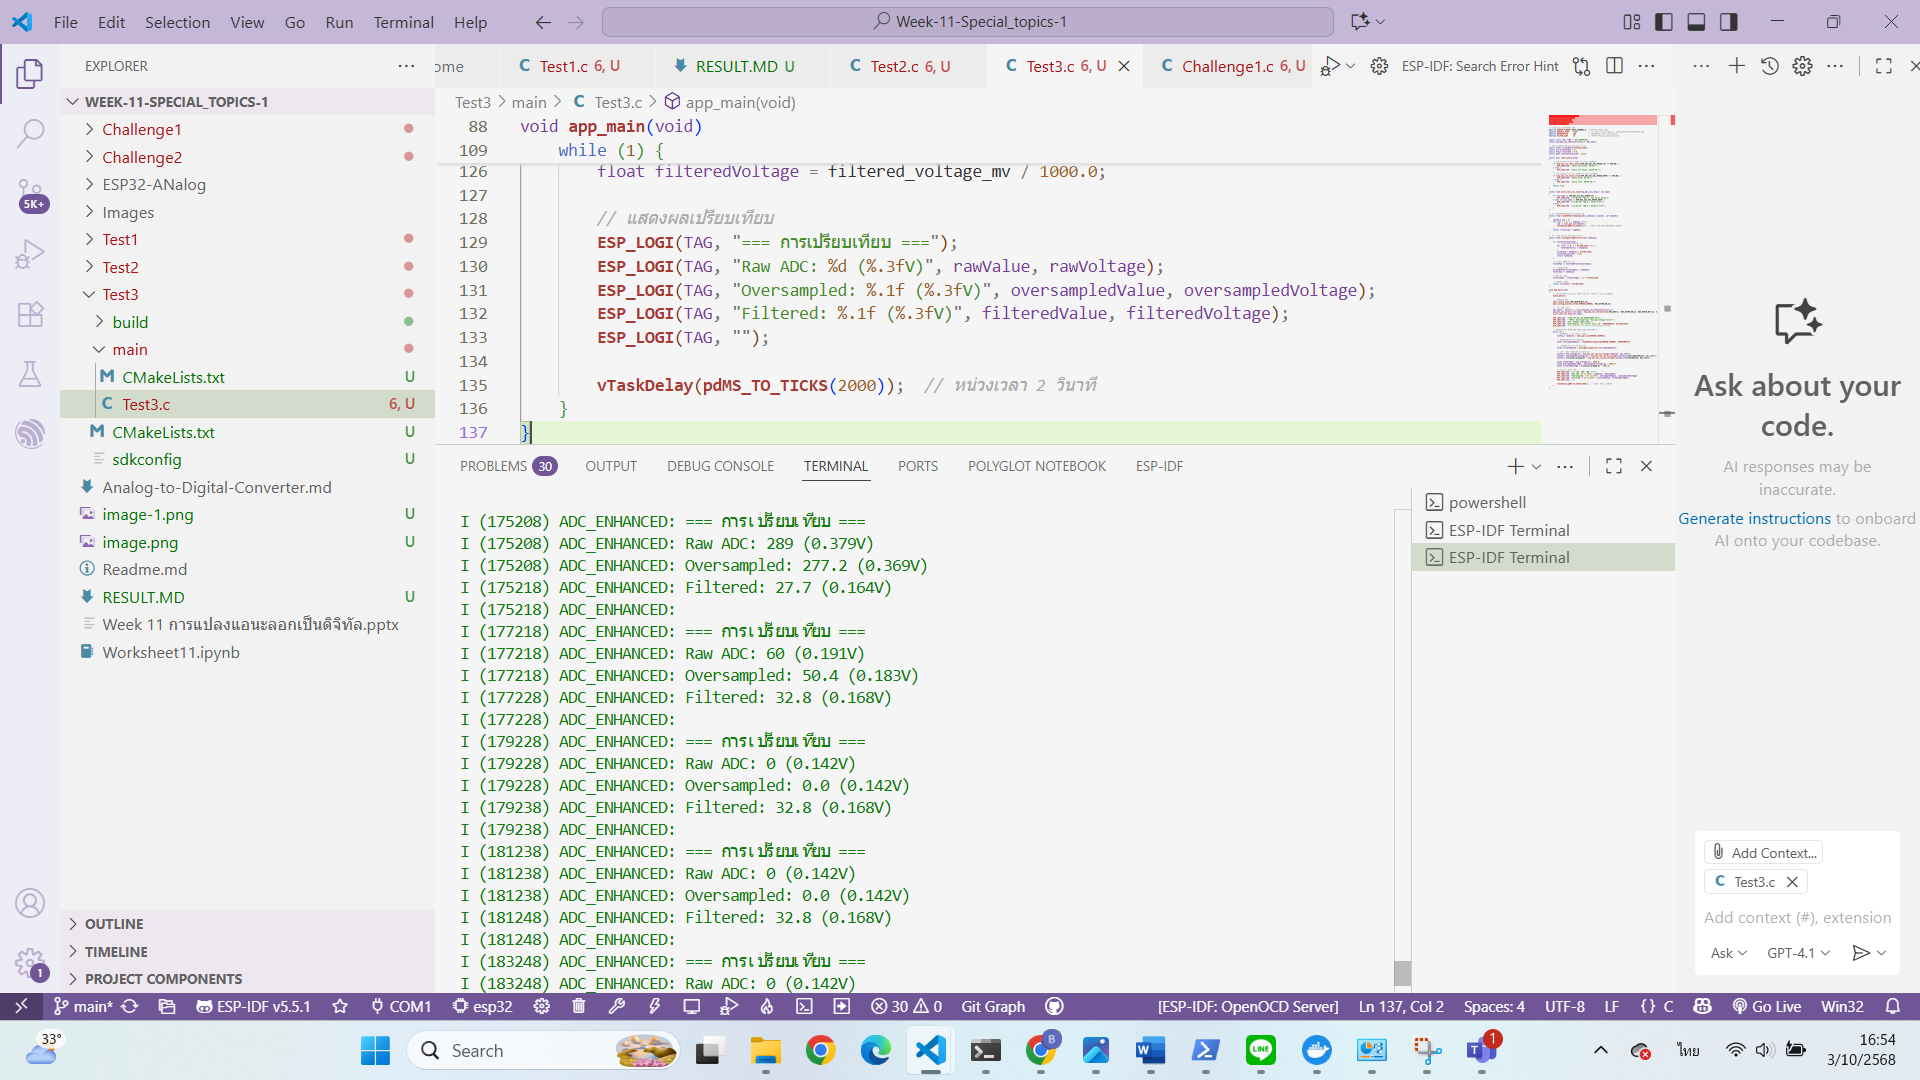 File Edit Selection View Go Run Terminal Help
Week-11-Special_topics-1
EXPLORER
WEEK-11-SPECIAL_TOPICS-1
Challenge1
Challenge2
ESP32-ANalog
Images
Test1
Test2
Test3
build
main
CMakeLists.txt U
Test3.c 6, U
CMakeLists.txt U
sdkconfig U
Analog-to-Digital-Converter.md
image-1.png U
image.png U
Readme.md
RESULT.MD U
Week 11 การแปลงแอนะลอกเป็นดิจิทัล.pptx
Worksheet11.ipynb
OUTLINE
TIMELINE
PROJECT COMPONENTS
5K+
1
ome Test1.c 6, U RESULT.MD U Test2.c 6, U Test3.c 6, U Challenge1.c 6, U ESP-IDF: Search Error Hint
Test3 > main > C Test3.c > app_main(void)
88 void app_main(void)
109 while (1) {
126 float filteredVoltage = filtered_voltage_mv / 1000.0;
127
128 // แสดงผลเปรียบเทียบ
129 ESP_LOGI(TAG, "=== การเปรียบเทียบ ===");
130 ESP_LOGI(TAG, "Raw ADC: %d (%.3fV)", rawValue, rawVoltage);
131 ESP_LOGI(TAG, "Oversampled: %.1f (%.3fV)", oversampledValue, oversampledVoltage);
132 ESP_LOGI(TAG, "Filtered: %.1f (%.3fV)", filteredValue, filteredVoltage);
133 ESP_LOGI(TAG, "");
134
135 vTaskDelay(pdMS_TO_TICKS(2000)); // หน่วงเวลา 2 วินาที
136 }
137 }
PROBLEMS 30 OUTPUT DEBUG CONSOLE TERMINAL PORTS POLYGLOT NOTEBOOK ESP-IDF
I (175208) ADC_ENHANCED: === การเปรียบเทียบ ===
I (175208) ADC_ENHANCED: Raw ADC: 289 (0.379V)
I (175208) ADC_ENHANCED: Oversampled: 277.2 (0.369V)
I (175218) ADC_ENHANCED: Filtered: 27.7 (0.164V)
I (175218) ADC_ENHANCED:
I (177218) ADC_ENHANCED: === การเปรียบเทียบ ===
I (177218) ADC_ENHANCED: Raw ADC: 60 (0.191V)
I (177218) ADC_ENHANCED: Oversampled: 50.4 (0.183V)
I (177228) ADC_ENHANCED: Filtered: 32.8 (0.168V)
I (177228) ADC_ENHANCED:
I (179228) ADC_ENHANCED: === การเปรียบเทียบ ===
I (179228) ADC_ENHANCED: Raw ADC: 0 (0.142V)
I (179228) ADC_ENHANCED: Oversampled: 0.0 (0.142V)
I (179238) ADC_ENHANCED: Filtered: 32.8 (0.168V)
I (179238) ADC_ENHANCED:
I (181238) ADC_ENHANCED: === การเปรียบเทียบ ===
I (181238) ADC_ENHANCED: Raw ADC: 0 (0.142V)
I (181238) ADC_ENHANCED: Oversampled: 0.0 (0.142V)
I (181248) ADC_ENHANCED: Filtered: 32.8 (0.168V)
I (181248) ADC_ENHANCED:
I (183248) ADC_ENHANCED: === การเปรียบเทียบ ===
I (183248) ADC_ENHANCED: Raw ADC: 0 (0.142V)
powershell
ESP-IDF Terminal
ESP-IDF Terminal
Ask about your
code.
AI responses may be
inaccurate.
Generate instructions to onboard
AI onto your codebase.
Add Context...
C Test3.c
Add context (#), extension
Ask GPT-4.1
main* ESP-IDF v5.5.1 COM1 esp32 30 0 Git Graph [ESP-IDF: OpenOCD Server] Ln 137, Col 2 Spaces: 4 UTF-8 LF {} C Go Live Win32
33°
Search
B
LINE
1
ไทย
16:54
3/10/2568